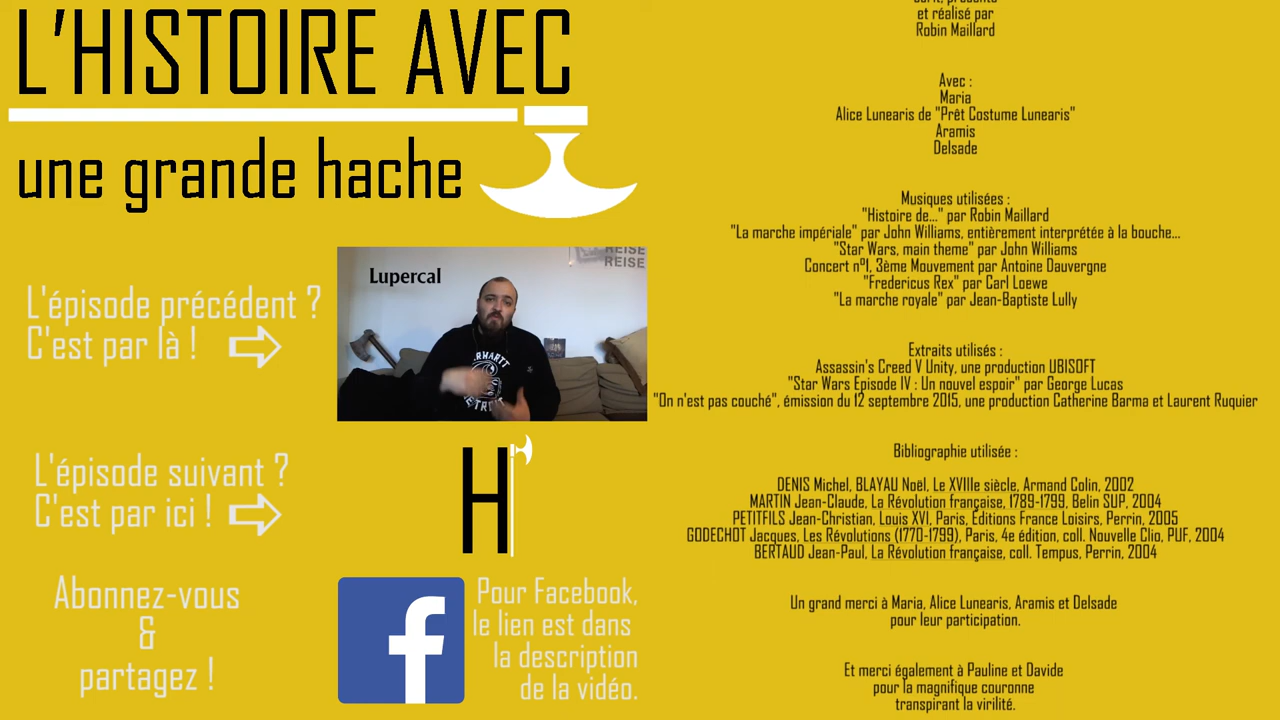 L'HISTOIRE AVEC
une grande hache
L'épisode précédent ?
C'est par là !
REISE
REISE
Lupercal
CARHARTT
DETROIT
L'épisode suivant ?
C'est par ici !
H
Abonnez-vous
&
partagez !
f
Pour Facebook,
le lien est dans
la description
de la vidéo.
et réalisé par
Robin Maillard
Avec :
Maria
Alice Lunearis de "Prêt Costume Lunearis"
Aramis
Delsade
Musiques utilisées :
"Histoire de..." par Robin Maillard
"La marche impériale" par John Williams, entièrement interprétée à la bouche...
"Star Wars, main theme" par John Williams
Concert n°1, 3ème Mouvement par Antoine Dauvergne
"Fredericus Rex" par Carl Loewe
"La marche royale" par Jean-Baptiste Lully
Extraits utilisés :
Assassin's Creed V Unity, une production UBISOFT
"Star Wars Episode IV : Un nouvel espoir" par George Lucas
"On n'est pas couché", émission du 12 septembre 2015, une production Catherine Barma et Laurent Ruquier
Bibliographie utilisée :
DENIS Michel, BLAYAU Noël, Le XVIIIe siècle, Armand Colin, 2002
MARTIN Jean-Claude, La Révolution française, 1789-1799, Belin SUP, 2004
PETITFILS Jean-Christian, Louis XVI, Paris, Editions France Loisirs, Perrin, 2005
GODECHOT Jacques, Les Révolutions (1770-1799), Paris, 4e édition, coll. Nouvelle Clio, PUF, 2004
BERTAUD Jean-Paul, La Révolution française, coll. Tempus, Perrin, 2004
Un grand merci à Maria, Alice Lunearis, Aramis et Delsade
pour leur participation.
Et merci également à Pauline et Davide
pour la magnifique couronne
transpirant la virilité.